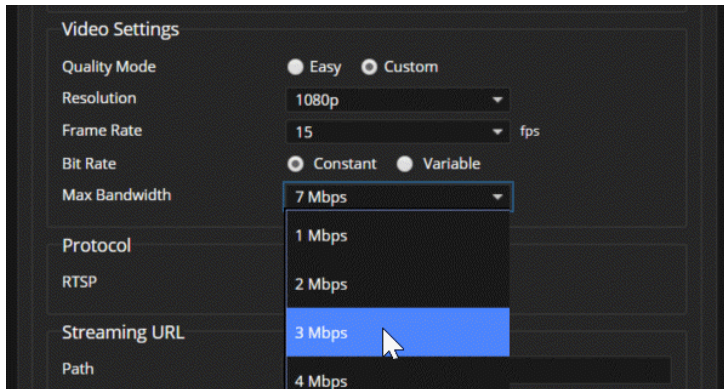 Video Settings
Quality Mode Easy Custom
Resolution 1080p
Frame Rate 15 fps
Bit Rate Constant Variable
Max Bandwidth 7 Mbps
1 Mbps
Protocol
RTSP 2 Mbps
Streaming URL 3 Mbps
Path 4 Mbps